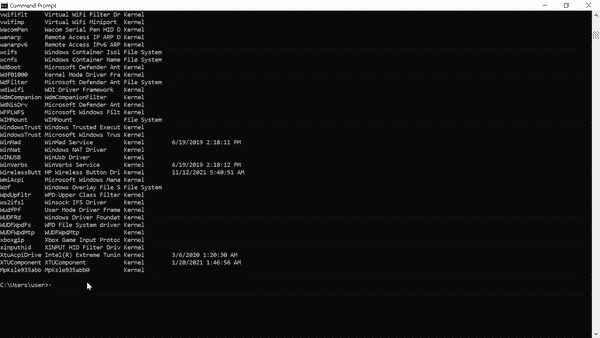 Command Prompt
vwififlt Virtual WiFi Filter Dr Kernel
vwifimp Virtual WiFi Miniport Kernel
WacomPen Wacom Serial Pen HID D Kernel
wanarp Remote Access IP ARP D Kernel
wanarpv6 Remote Access IPv6 ARP Kernel
wcifs Windows Container Isol File System
wcnfs Windows Container Name File System
WdBoot Microsoft Defender Ant Kernel
Wdf01000 Kernel Mode Driver Fra Kernel
WdFilter Microsoft Defender Ant File System
wdiwifi WDI Driver Framework Kernel
WdmCompanion WdmCompanionFilter Kernel
WdNisDrv Microsoft Defender Ant Kernel
WFPLWFS Microsoft Windows Filt Kernel
WIMMount WIMMount File System
WindowsTrust Windows Trusted Execut Kernel
WindowsTrust Microsoft Windows Trus Kernel
WinMad WinMad Service Kernel 6/19/2019 2:18:11 PM
WinNat Windows NAT Driver Kernel
WINUSB WinUsb Driver Kernel
WinVerbs WinVerbs Service Kernel 6/19/2019 2:18:12 PM
WirelessButt HP Wireless Button Dri Kernel 11/12/2021 5:40:51 AM
WmiAcpi Microsoft Windows Mana Kernel
Wof Windows Overlay File S File System
WpdUpFltr WPD Upper Class Filter Kernel
ws2ifsl Winsock IFS Driver Kernel
WudfPf User Mode Driver Frame Kernel
WUDFRd Windows Driver Foundat Kernel
WUDFWpdFs WPD File System driver Kernel
WUDFWpdMtp WUDFWpdMtp Kernel
xboxgip Xbox Game Input Protoc Kernel
xinputhid XINPUT HID Filter Driv Kernel
XtuAcpiDrive Intel(R) Extreme Tunin Kernel 3/6/2020 1:20:30 AM
XTUComponent XTUComponent Kernel 1/20/2021 1:46:56 AM
MpKsle935abb MpKsle935abb0 Kernel
C:\Users\user>